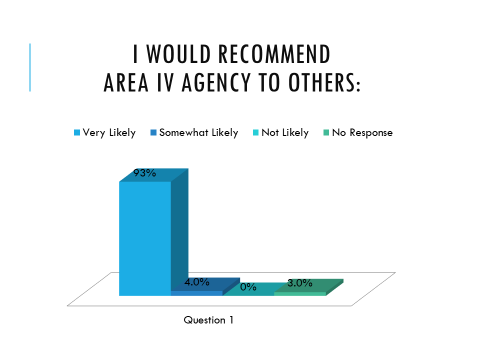 I WOULD RECOMMEND
AREA IV AGENCY TO OTHERS:
Very Likely Somewhat Likely Not Likely No Response
93%
4.0% 0% 3.0%
Question 1